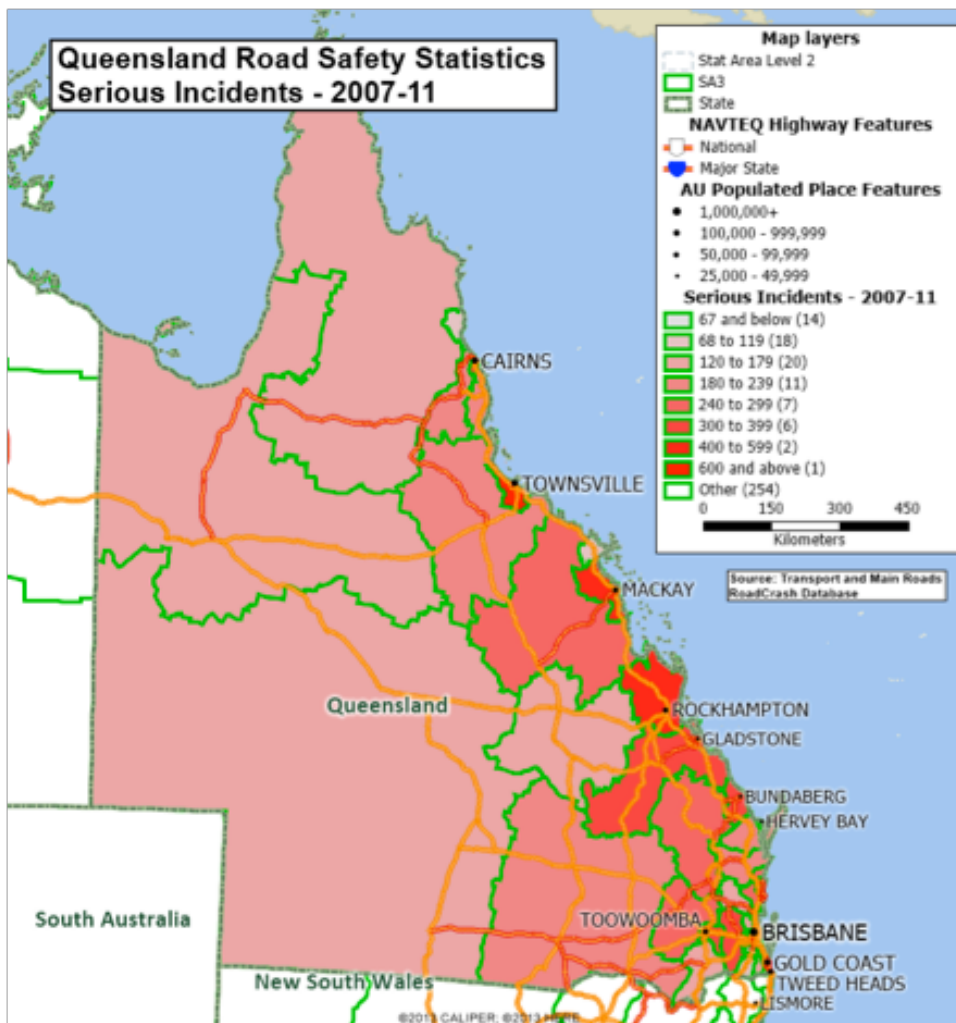 Queensland Road Safety Statistics
Serious Incidents - 2007-11
Map layers
Stat Area Level 2
SA3
State
NAVTEQ Highway Features
National
Major State
AU Populated Place Features
1,000,000+
100,000 - 999,999
50,000 - 99,999
25,000 - 49,999
Serious Incidents - 2007-11
67 and below (14)
68 to 119 (18)
120 to 179 (20)
180 to 239 (11)
240 to 299 (7)
300 to 399 (6)
400 to 599 (2)
600 and above (1)
Other (254)
0 150 300 450
Kilometers
Source: Transport and Main Roads
RoadCrash Database
CAIRNS
TOWNSVILLE
MACKAY
Queensland
ROCKHAMPTON
GLADSTONE
BUNDABERG
HERVEY BAY
South Australia
TOOWOOMBA
BRISBANE
GOLD COAST
New South Wales
TWEED HEADS
LISMORE
©2013 CALIPER; ©2013 HERE